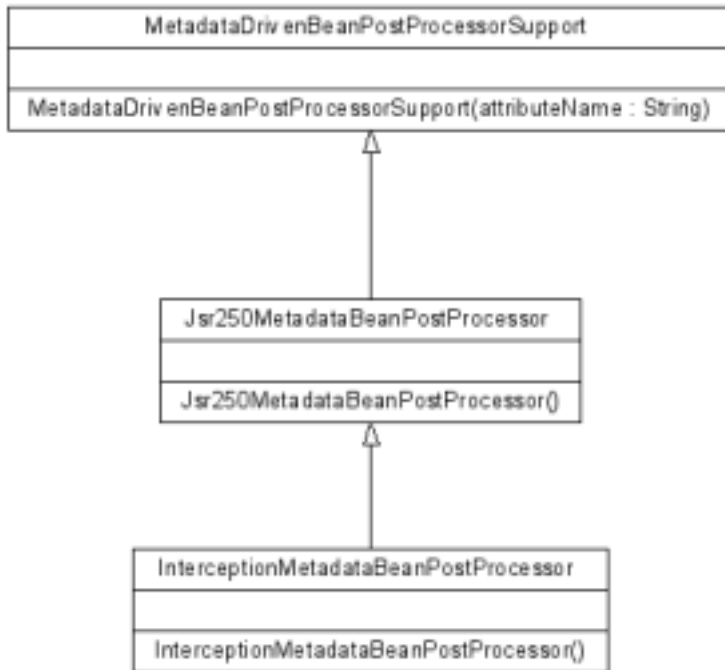 MetadataDrivenBeanPostProcessorSupport
MetadataDrivenBeanPostProcessorSupport(attributeName : String)
Jsr250MetadataBeanPostProcessor
Jsr250MetadataBeanPostProcessor()
InterceptionMetadataBeanPostProcessor
InterceptionMetadataBeanPostProcessor()